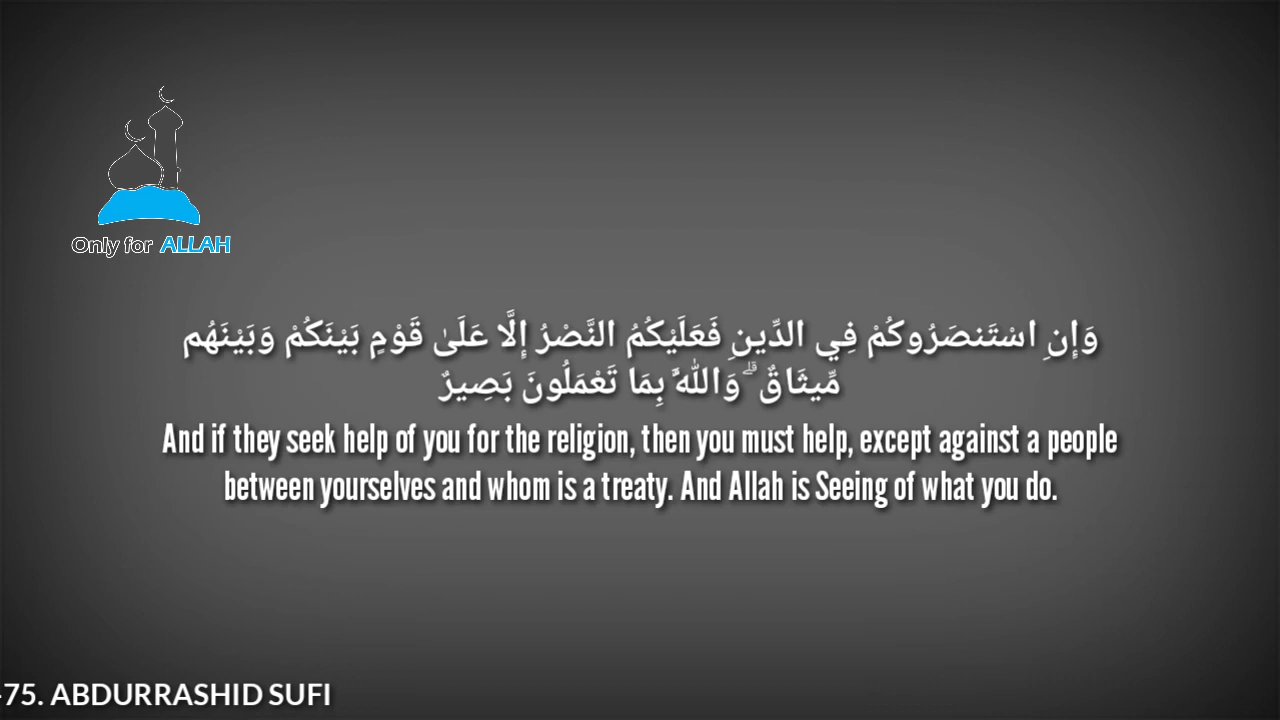 Only for ALLAH
وَإِنِ اسْتَنصَرُوكُمْ فِي الدِّينِ فَعَلَيْكُمُ النَّصْرُ إِلَّا عَلَىٰ قَوْمٍ بَيْنَكُمْ وَبَيْنَهُم
مِّيثَاقٌ ۗ وَاللَّهُ بِمَا تَعْمَلُونَ بَصِيرٌ
And if they seek help of you for the religion, then you must help, except against a people
between yourselves and whom is a treaty. And Allah is Seeing of what you do.
-75. ABDURRASHID SUFI